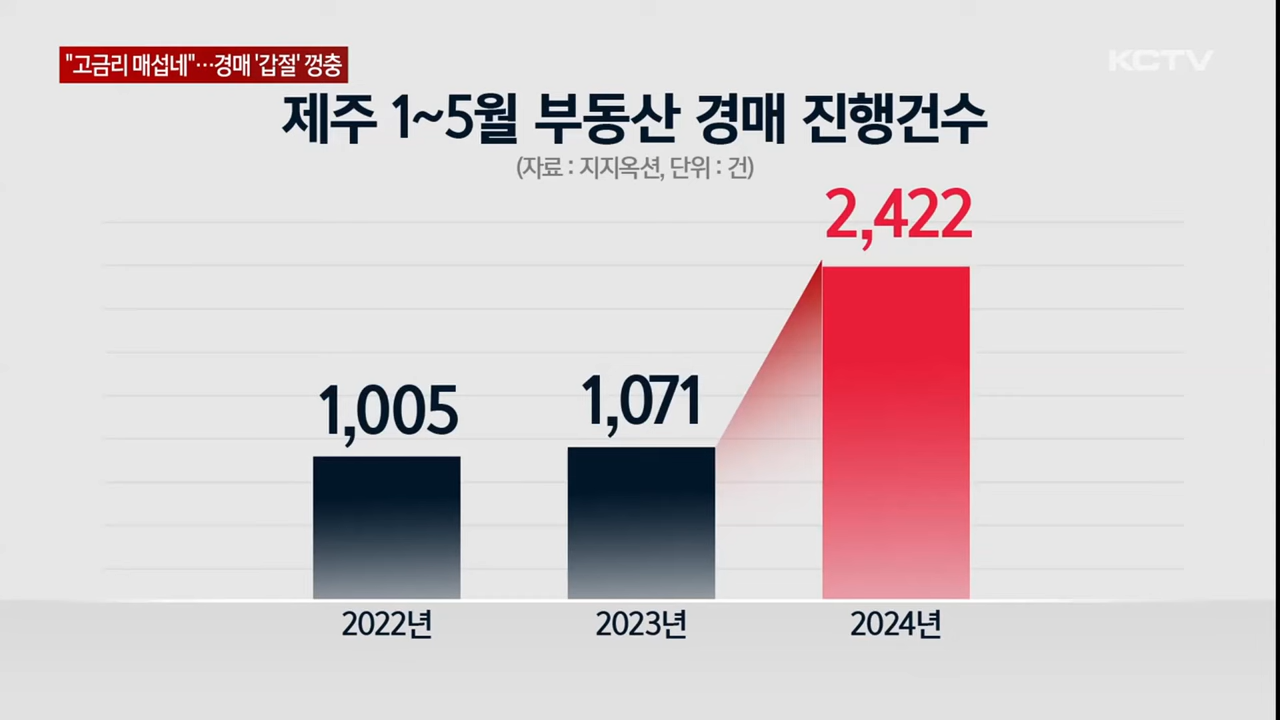 "고금리 매섭네"…경매 '갑절' 껑충
KCTV
제주 1~5월 부동산 경매 진행건수
(자료 : 지지옥션, 단위 : 건)
2,422
1,005
1,071
2022년
2023년
2024년